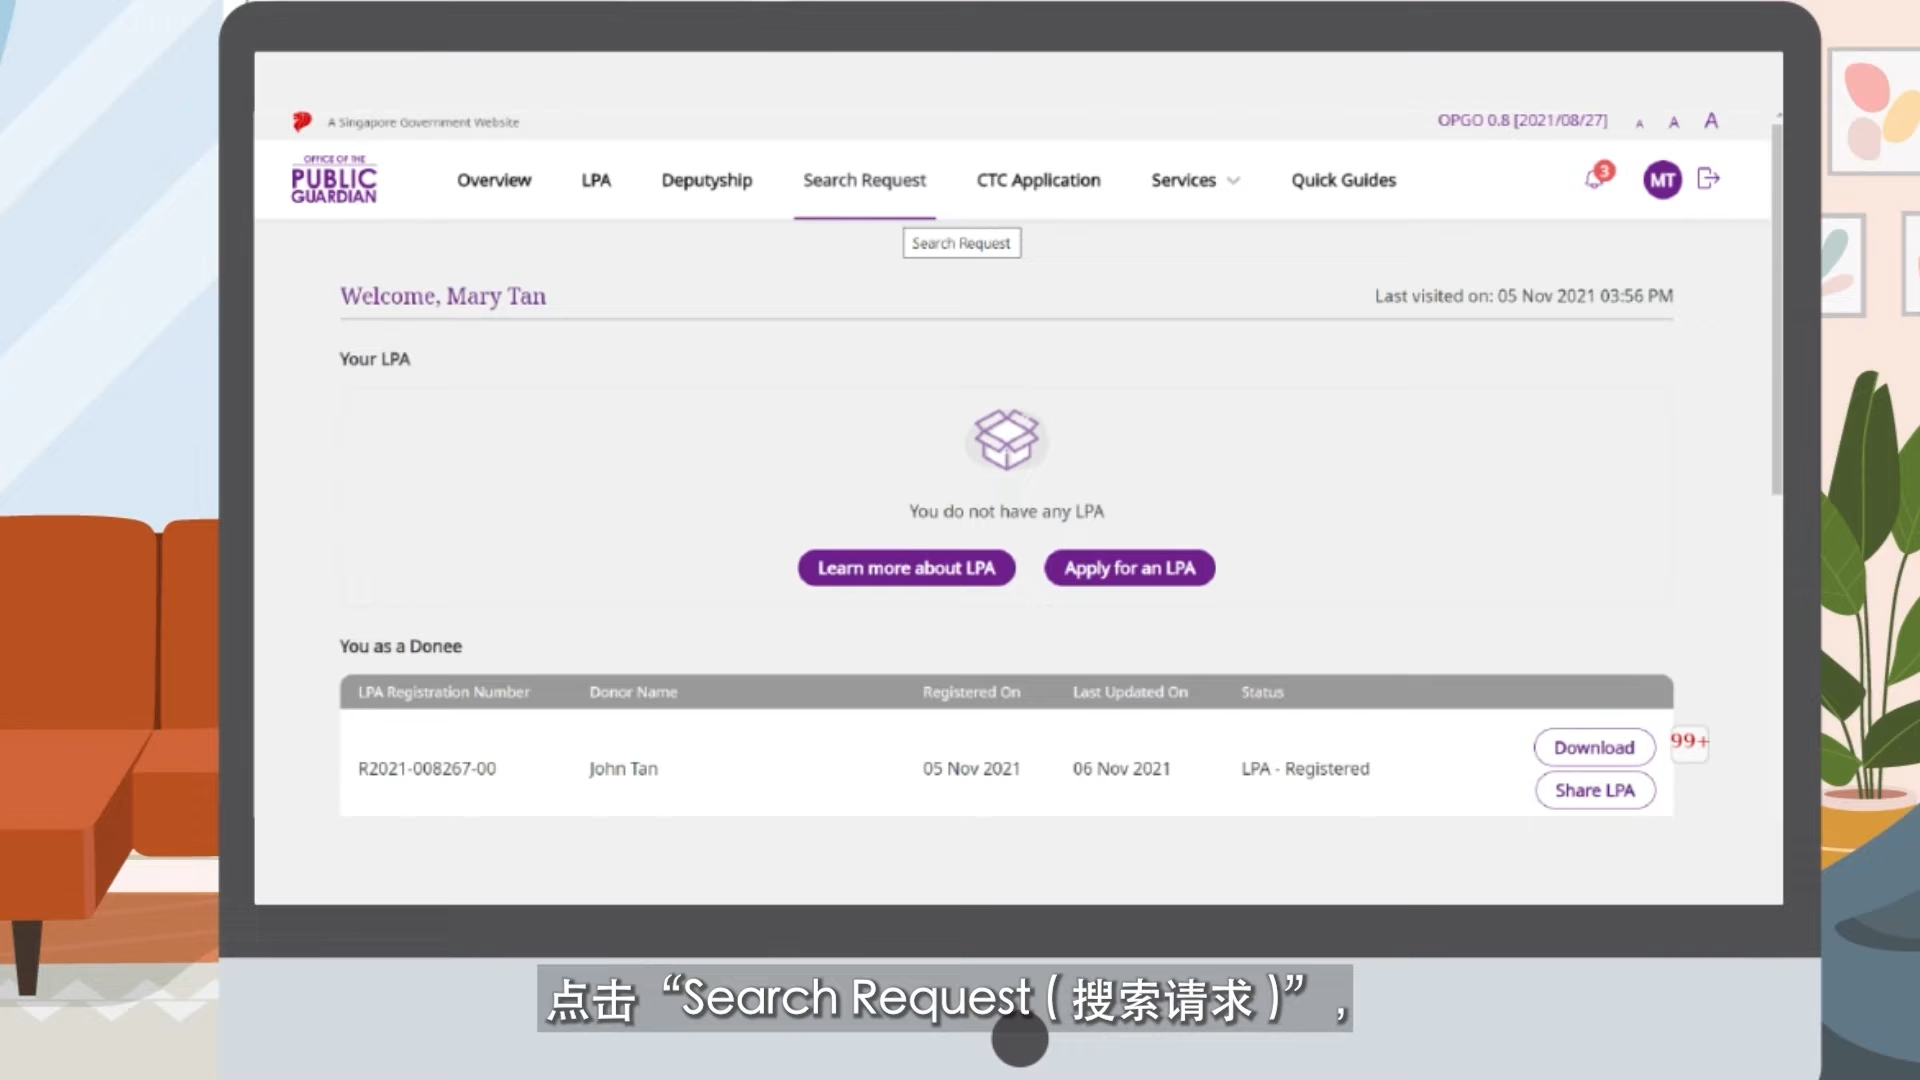 A Singapore Government Website
OPGO 0.8 [2021/08/27] A A A
OFFICE OF THE
PUBLIC
GUARDIAN
Overview LPA Deputyship Search Request CTC Application Services Quick Guides
3
MT
Search Request
Welcome, Mary Tan
Last visited on: 05 Nov 2021 03:56 PM
Your LPA
You do not have any LPA
Learn more about LPA
Apply for an LPA
You as a Donee
LPA Registration Number Donor Name Registered On Last Updated On Status
R2021-008267-00 John Tan 05 Nov 2021 06 Nov 2021 LPA - Registered
Download
99+
Share LPA
点击“Search Request (搜索请求)”，